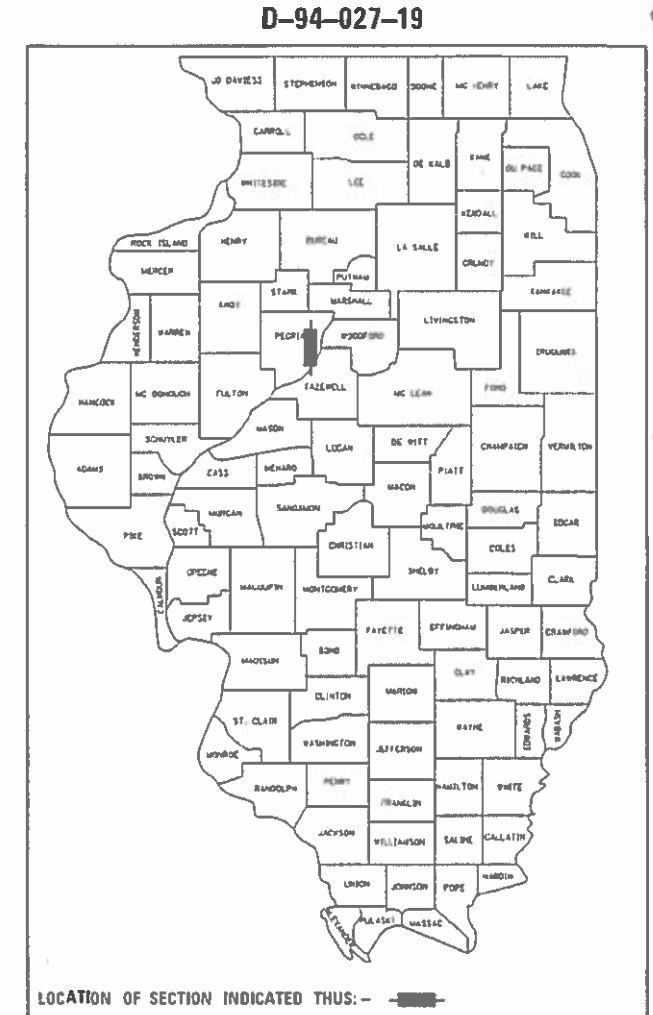 D-94-027-19
JO DAVIESS STEPHENSON WINNEBAGO BOONE MC HENRY LAKE
CARROLL OGLE
DE KALB KANE DU PAGE COOK
WHITESIDE LEE
KENDALL
ROCK ISLAND HENRY BUREAU LA SALLE GRUNDY WILL
MERCER PUTNAM
KNOX STARK MARSHALL KANKAKEE
HENDERSON WARREN PEORIA WOODFORD LIVINGSTON IROQUOIS
HANCOCK MC DONOUGH FULTON TAZEWELL MC LEAN FORD
MASON
SCHUYLER LOGAN DE WITT CHAMPAIGN VERMILION
ADAMS BROWN CASS MENARD PIATT
MACON
PIKE SCOTT MORGAN SANGAMON MOULTRIE DOUGLAS EDGAR
CHRISTIAN COLES
CALHOUN GREENE MACOUPIN MONTGOMERY SHELBY CUMBERLAND CLARK
JERSEY
FAYETTE EFFINGHAM JASPER CRAWFORD
MADISON BOND
CLAY RICHLAND LAWRENCE
CLINTON MARION
ST. CLAIR WAYNE EDWARDS WABASH
MONROE WASHINGTON JEFFERSON
RANDOLPH PERRY HAMILTON WHITE
FRANKLIN
JACKSON WILLIAMSON SALINE GALLATIN
UNION JOHNSON POPE HARDIN
ALEXANDER PULASKI MASSAC
LOCATION OF SECTION INDICATED THUS: -